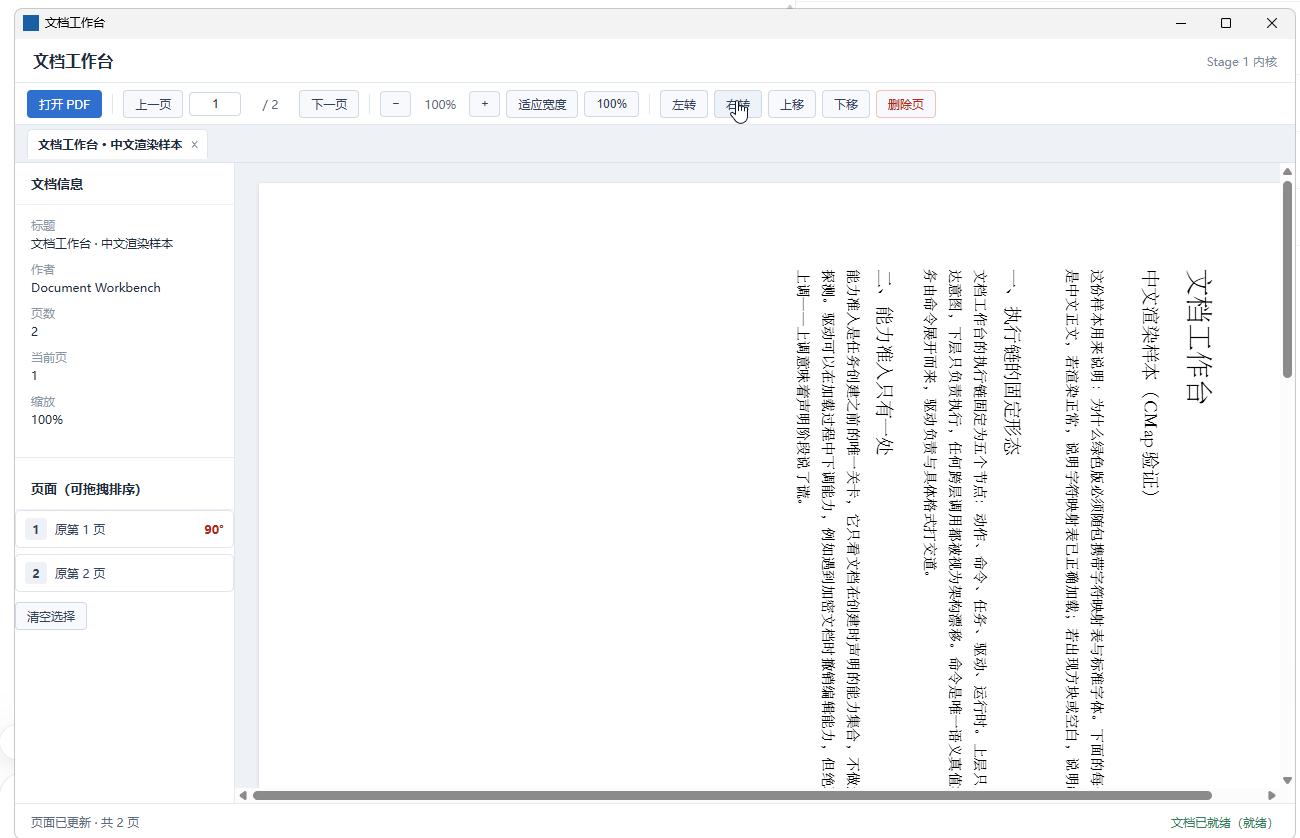 文档工作台
文档工作台
Stage 1 内核
打开 PDF
上一页
1
/ 2
下一页
−
100%
+
适应宽度
100%
左转
右转
上移
下移
删除页
文档工作台 · 中文渲染样本 ×
文档信息
标题
文档工作台 · 中文渲染样本
作者
Document Workbench
页数
2
当前页
1
缩放
100%
页面（可拖拽排序）
1 原第 1 页 90°
2 原第 2 页
清空选择
文档工作台
中文渲染样本（CMap 验证）
这份样本用来说明：为什么绿色版必须随包携带字符映射表与标准字体。下面的每
是中文正文，若渲染正常，说明字符映射表已正确加载；若出现方块或空白，说明
一、执行链的固定形态
文档工作台的执行链固定为五个节点：动作、命令、任务、驱动、运行时。上层只
达意图，下层只负责执行，任何跨层调用都被视为架构漂移。命令是唯一语义真值
务由命令展开而来，驱动负责与具体格式打交道。
二、能力准入只有一处
能力准入是任务创建之前的唯一关卡，它只看文档在创建时声明的能力集合，不做
探测。驱动可以在加载过程中下调能力，例如遇到加密文档时撤销编辑能力，但绝
上调——上调意味着声明阶段说了谎。
页面已更新 · 共 2 页
文档已就绪（就绪）